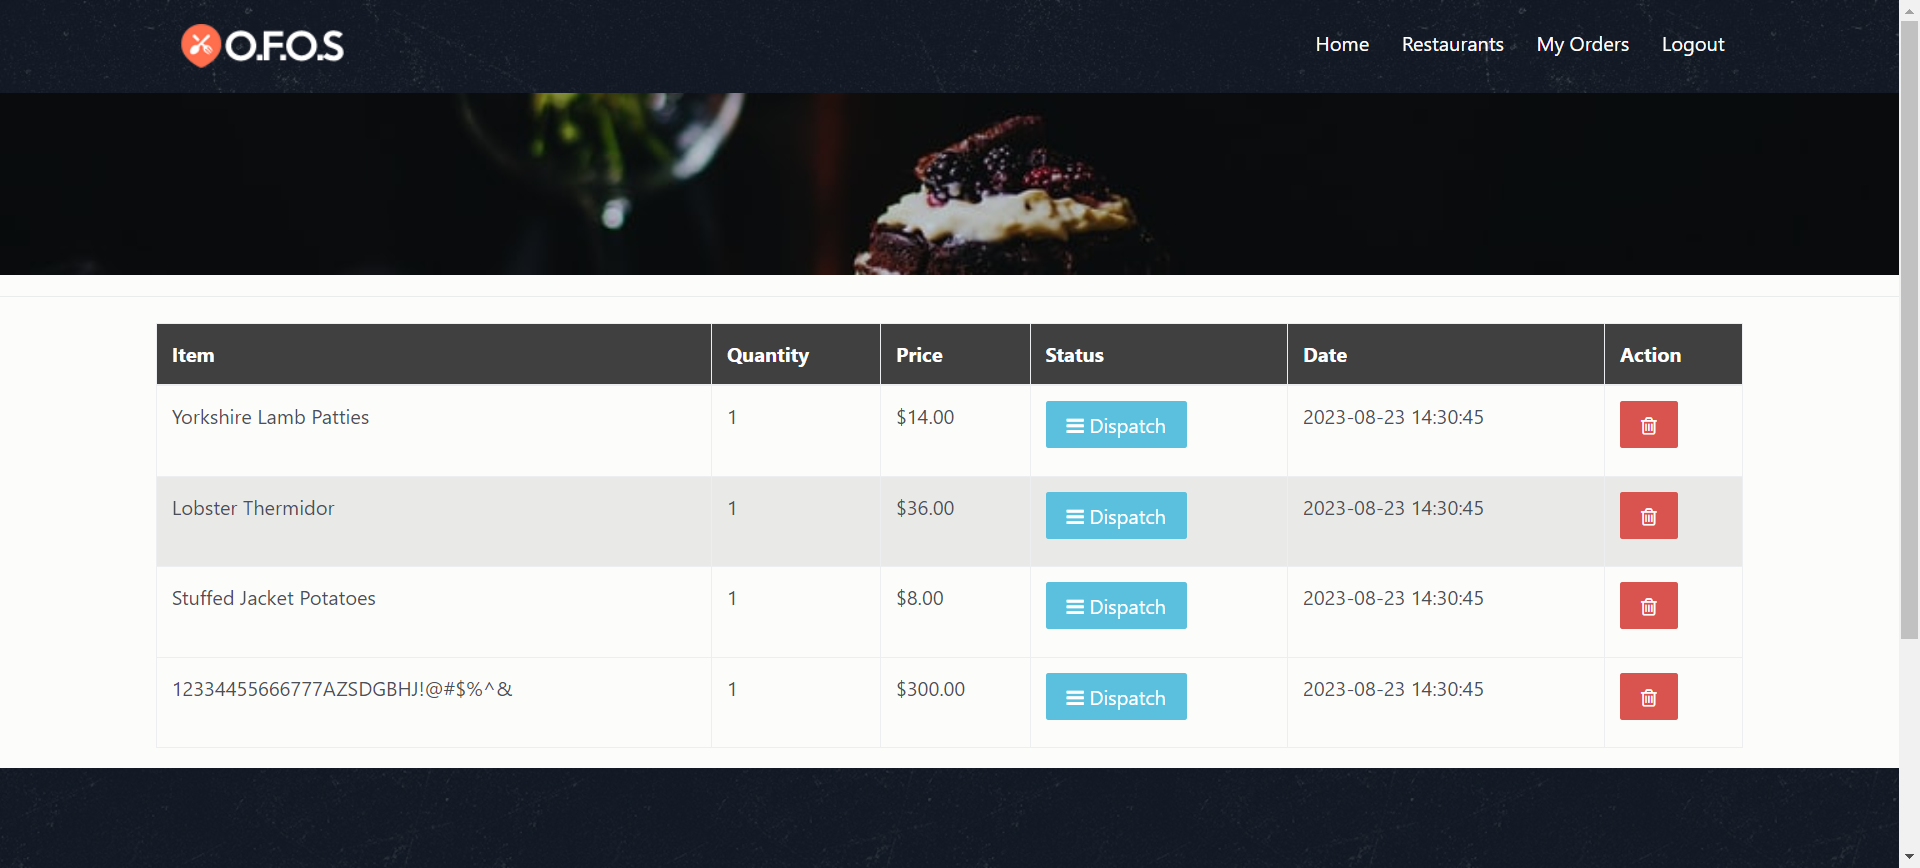 O.F.O.S Home Restaurants My Orders Logout
Item Quantity Price Status Date Action
Yorkshire Lamb Patties 1 $14.00 Dispatch 2023-08-23 14:30:45
Lobster Thermidor 1 $36.00 Dispatch 2023-08-23 14:30:45
Stuffed Jacket Potatoes 1 $8.00 Dispatch 2023-08-23 14:30:45
12334455666777AZSDGBHJ!@#$%^& 1 $300.00 Dispatch 2023-08-23 14:30:45